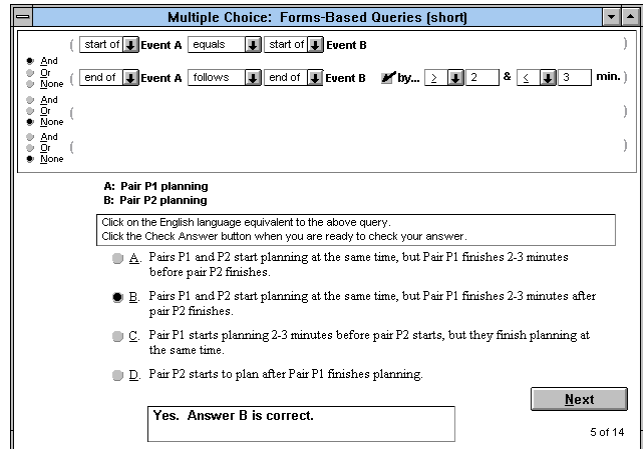 Multiple Choice: Forms-Based Queries (short)
( start of Event A equals start of Event B )
And
Or
None
( end of Event A follows end of Event B by... ≥ 2 & ≤ 3 min. )
And
Or
None
( )
And
Or
None
( )
A: Pair P1 planning
B: Pair P2 planning
Click on the English language equivalent to the above query.
Click the Check Answer button when you are ready to check your answer.
A. Pairs P1 and P2 start planning at the same time, but Pair P1 finishes 2-3 minutes
before pair P2 finishes.
B. Pairs P1 and P2 start planning at the same time, but Pair P1 finishes 2-3 minutes after
pair P2 finishes.
C. Pair P1 starts planning 2-3 minutes before pair P2 starts, but they finish planning at
the same time.
D. Pair P2 starts to plan after Pair P1 finishes planning.
Next
Yes. Answer B is correct.
5 of 14